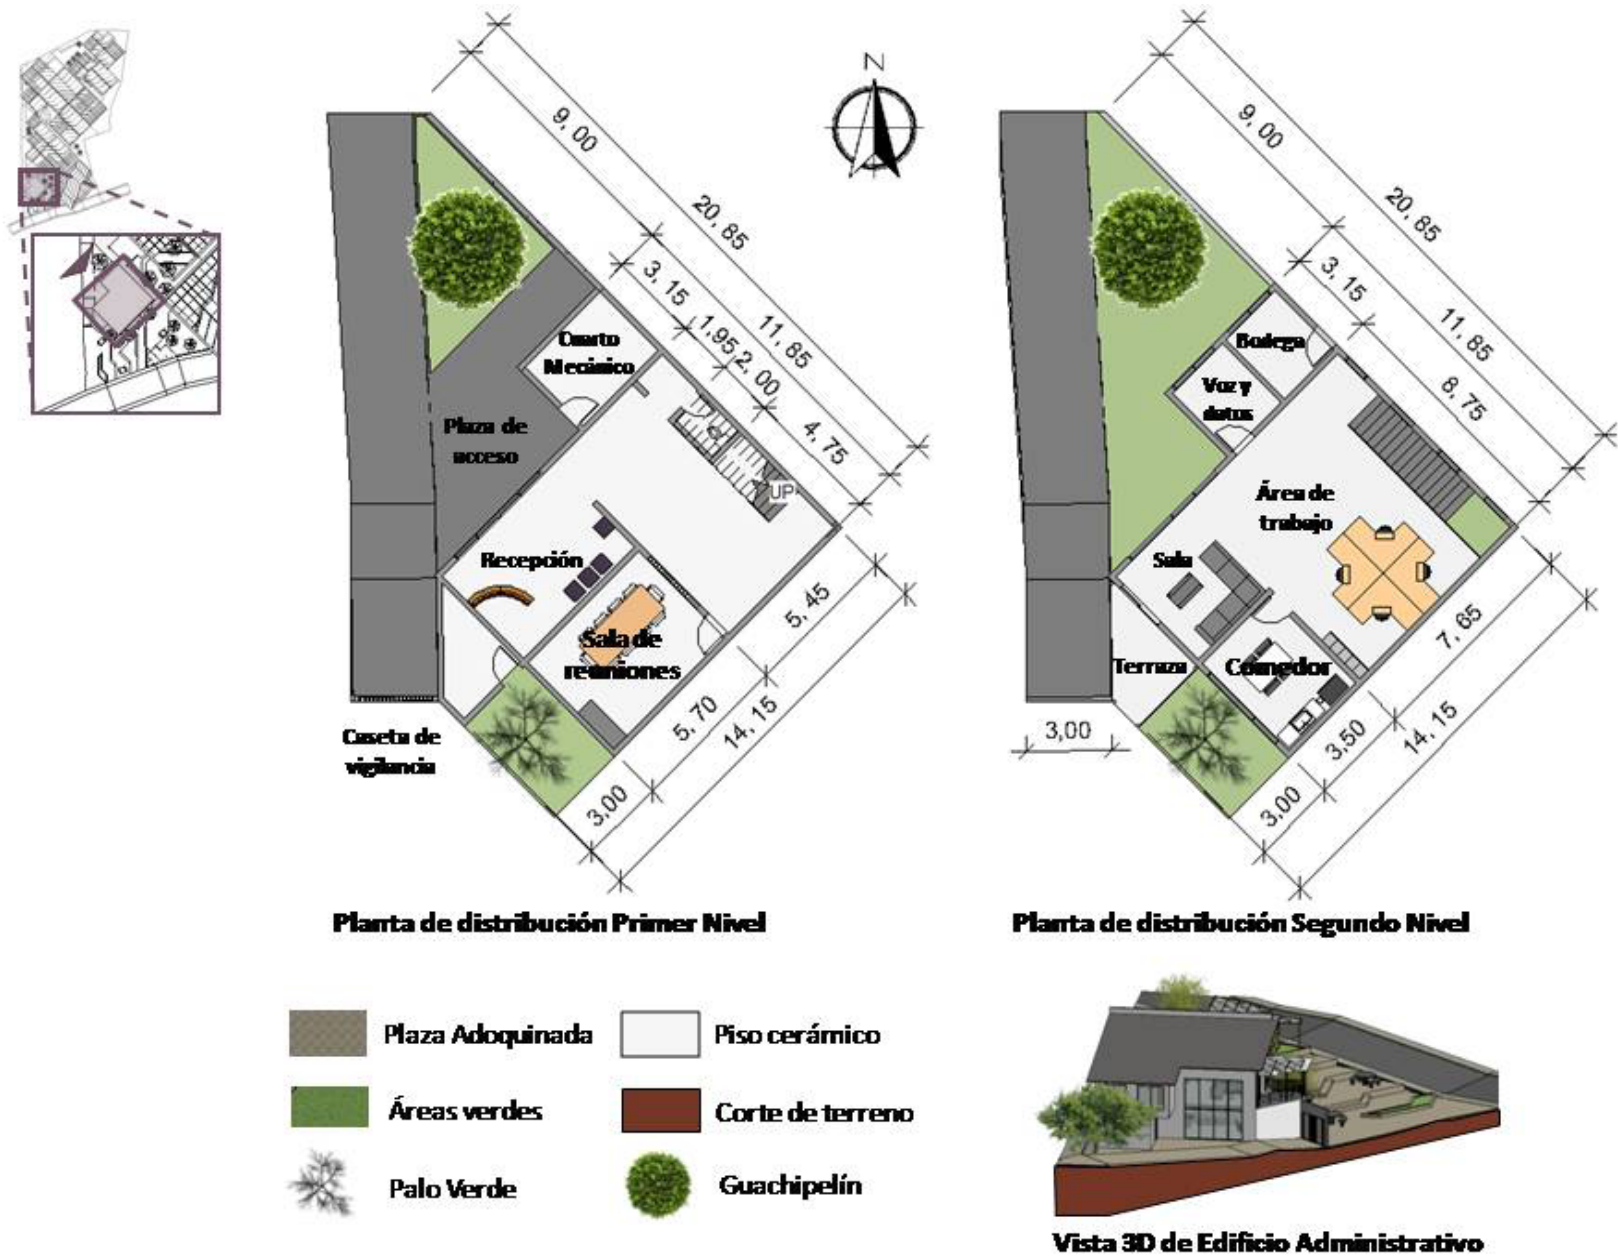 N
9,00
20,85
3,15
11,85
1,95
2,00
4,75
Cuarto
Mecánico
Plaza de
acceso
UP
Recepción
Sala de
reuniones
Caseta de
vigilancia
5,45
5,70
14,15
3,00
Planta de distribución Primer Nivel
9,00
20,85
3,15
11,85
8,75
Bodega
Voz y
datos
Área de
trabajo
Sala
Terraza
Comedor
3,00
7,65
3,50
14,15
3,00
Planta de distribución Segundo Nivel
Plaza Adoquinada
Piso cerámico
Áreas verdes
Corte de terreno
Palo Verde
Guachipelín
Vista 3D de Edificio Administrativo